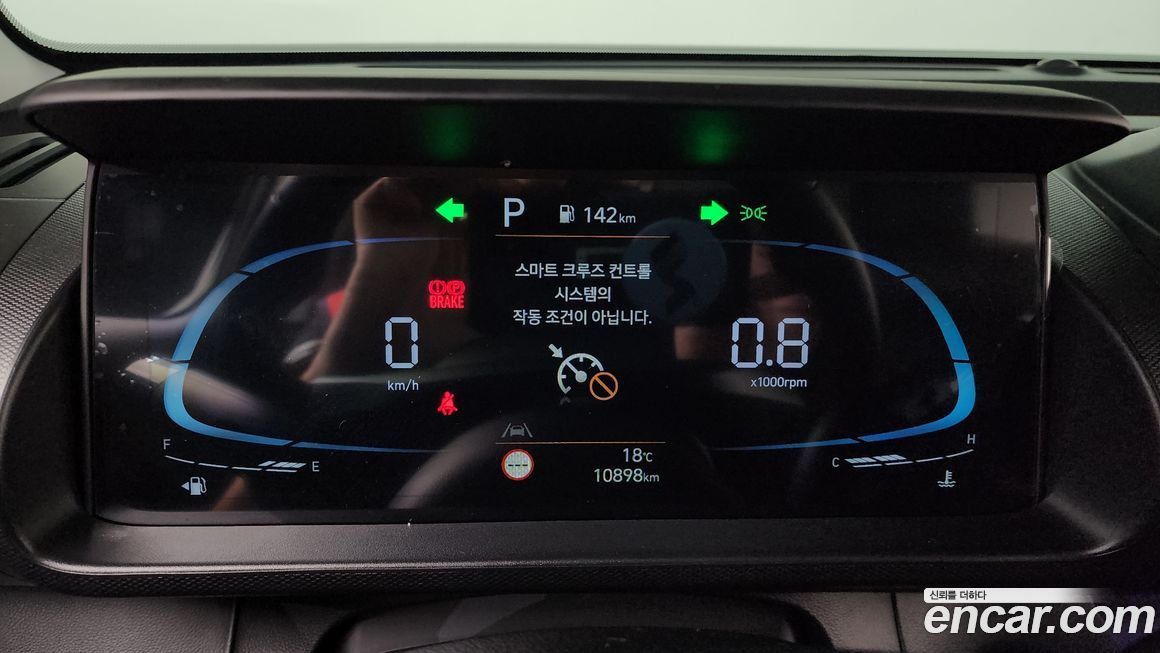 P 142km
스마트 크루즈 컨트롤
시스템의
작동 조건이 아닙니다.
BRAKE
0
km/h
0.8
x1000rpm
F
E
C
H
18°C
10898km
신뢰를 더하다
encar.com